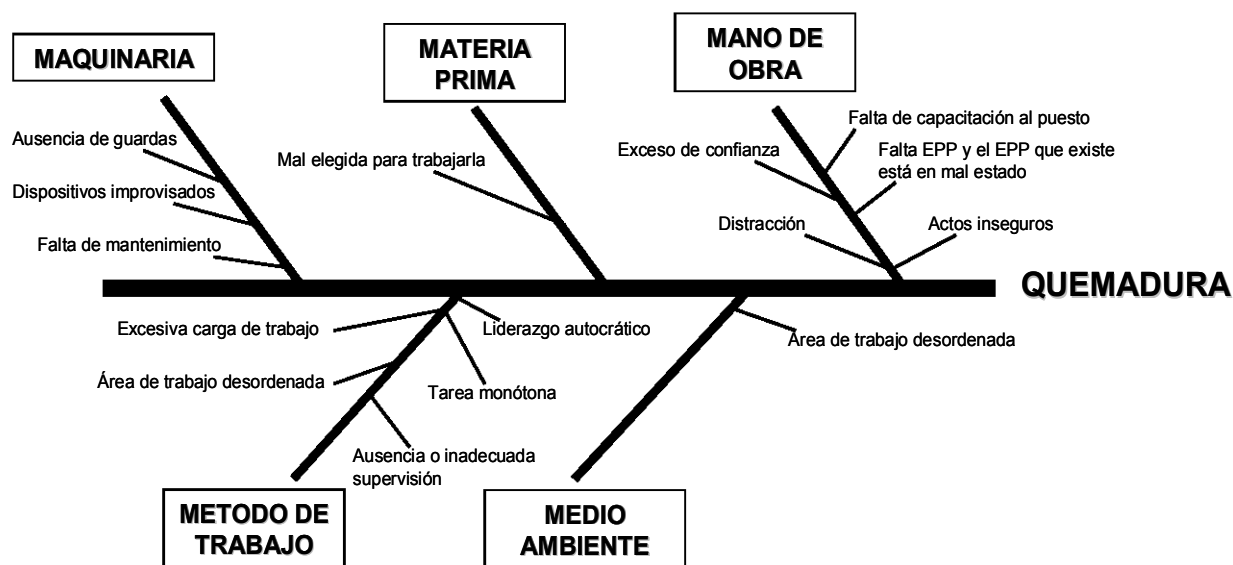 MAQUINARIA
MATERIA
PRIMA
MANO DE
OBRA
Ausencia de guardas
Dispositivos improvisados
Falta de mantenimiento
Mal elegida para trabajarla
Falta de capacitación al puesto
Exceso de confianza
Falta EPP y el EPP que existe
está en mal estado
Distracción
Actos inseguros
QUEMADURA
Excesiva carga de trabajo
Liderazgo autocrático
Área de trabajo desordenada
Área de trabajo desordenada
Tarea monótona
Ausencia o inadecuada
supervisión
METODO DE
TRABAJO
MEDIO
AMBIENTE